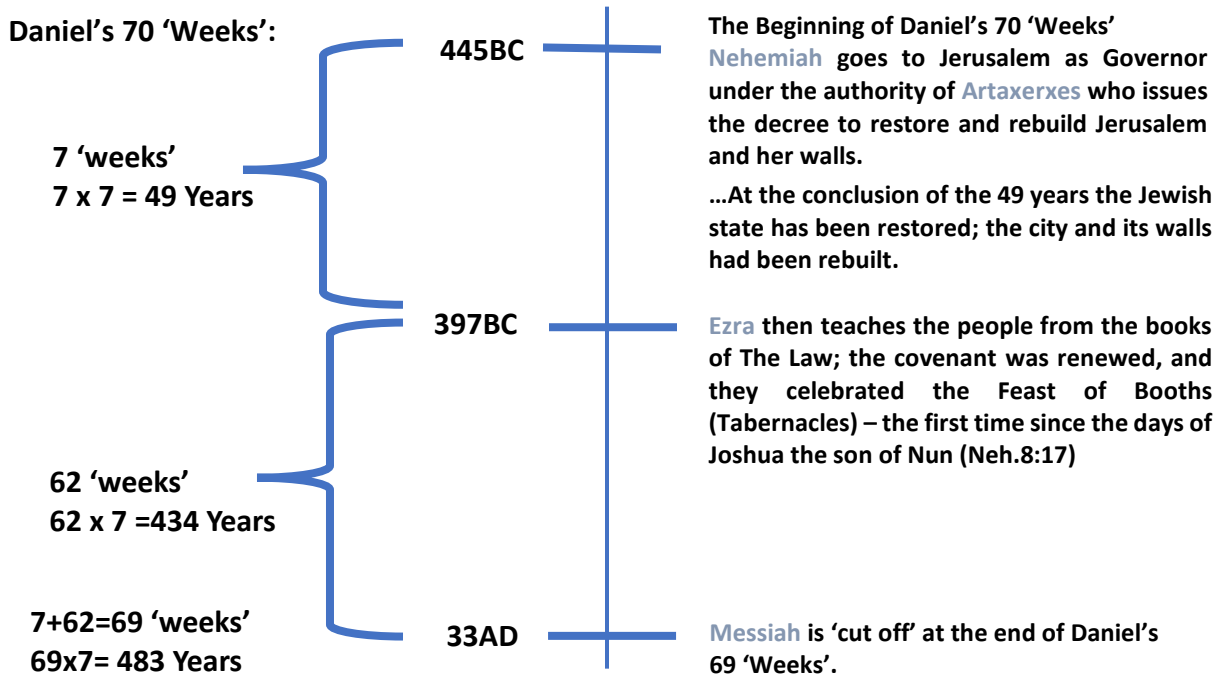 Daniel’s 70 ‘Weeks’:
445BC
The Beginning of Daniel’s 70 ‘Weeks’
Nehemiah goes to Jerusalem as Governor
under the authority of Artaxerxes who issues
the decree to restore and rebuild Jerusalem
and her walls.
7 ‘weeks’
7 x 7 = 49 Years
…At the conclusion of the 49 years the Jewish
state has been restored; the city and its walls
had been rebuilt.
397BC
Ezra then teaches the people from the books
of The Law; the covenant was renewed, and
they celebrated the Feast of Booths
(Tabernacles) – the first time since the days of
Joshua the son of Nun (Neh.8:17)
62 ‘weeks’
62 x 7 =434 Years
7+62=69 ‘weeks’
69x7= 483 Years
33AD
Messiah is ‘cut off’ at the end of Daniel’s
69 ‘Weeks’.